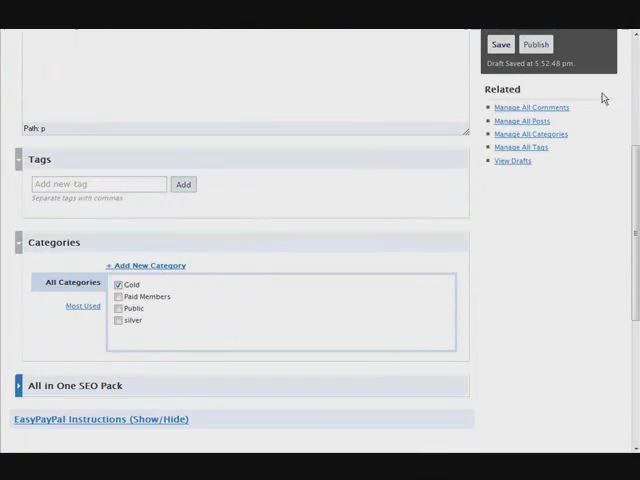 Save
Publish
Draft Saved at 5:52:48 pm.
Related
Manage All Comments
Manage All Posts
Manage All Categories
Manage All Tags
View Drafts
Path: p
Tags
Add new tag
Add
Separate tags with commas
Categories
+ Add New Category
All Categories
Most Used
Gold
Paid Members
Public
silver
All in One SEO Pack
EasyPayPal Instructions (Show/Hide)